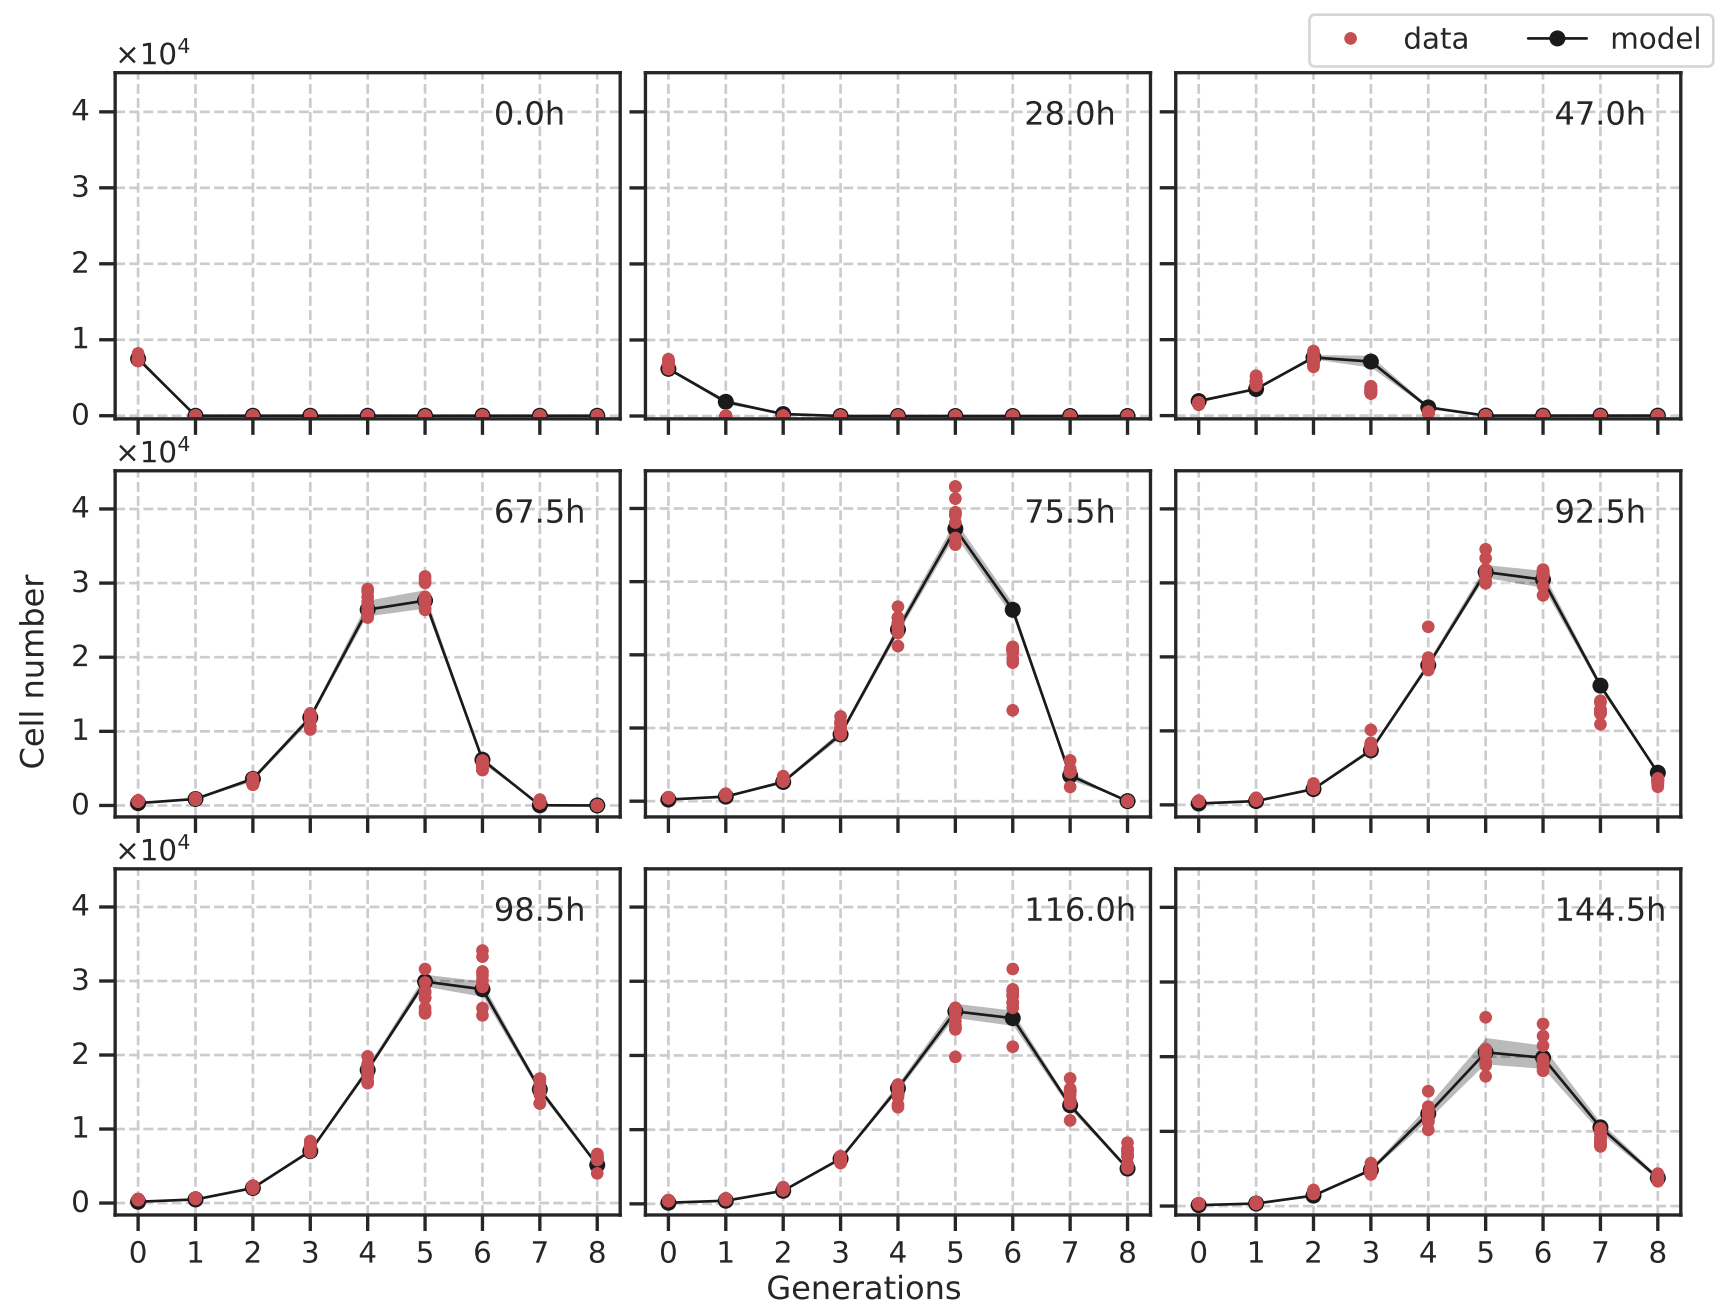 data model
×10⁴
4
3
2
1
0
0.0h
28.0h
47.0h
×10⁴
4
3
2
1
0
67.5h
75.5h
92.5h
Cell number
×10⁴
4
3
2
1
0
98.5h
116.0h
144.5h
0 1 2 3 4 5 6 7 8
0 1 2 3 4 5 6 7 8
0 1 2 3 4 5 6 7 8
Generations